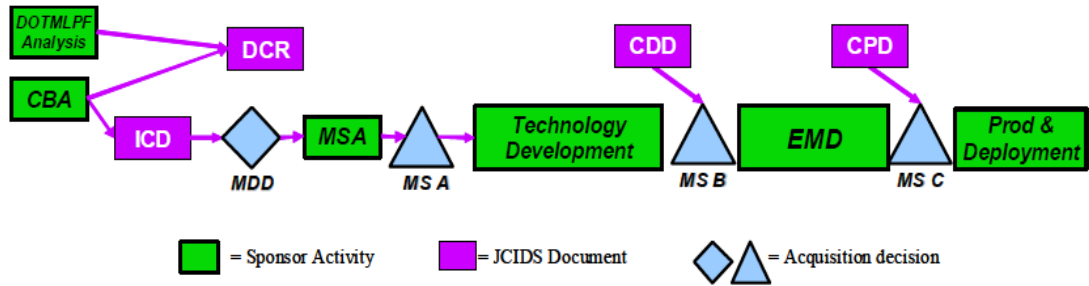 DOTMLPF
Analysis
DCR
CDD
CPD
CBA
ICD
MSA
Technology
Development
EMD
Prod &
Deployment
MDD
MS A
MS B
MS C
= Sponsor Activity
= JCIDS Document
= Acquisition decision